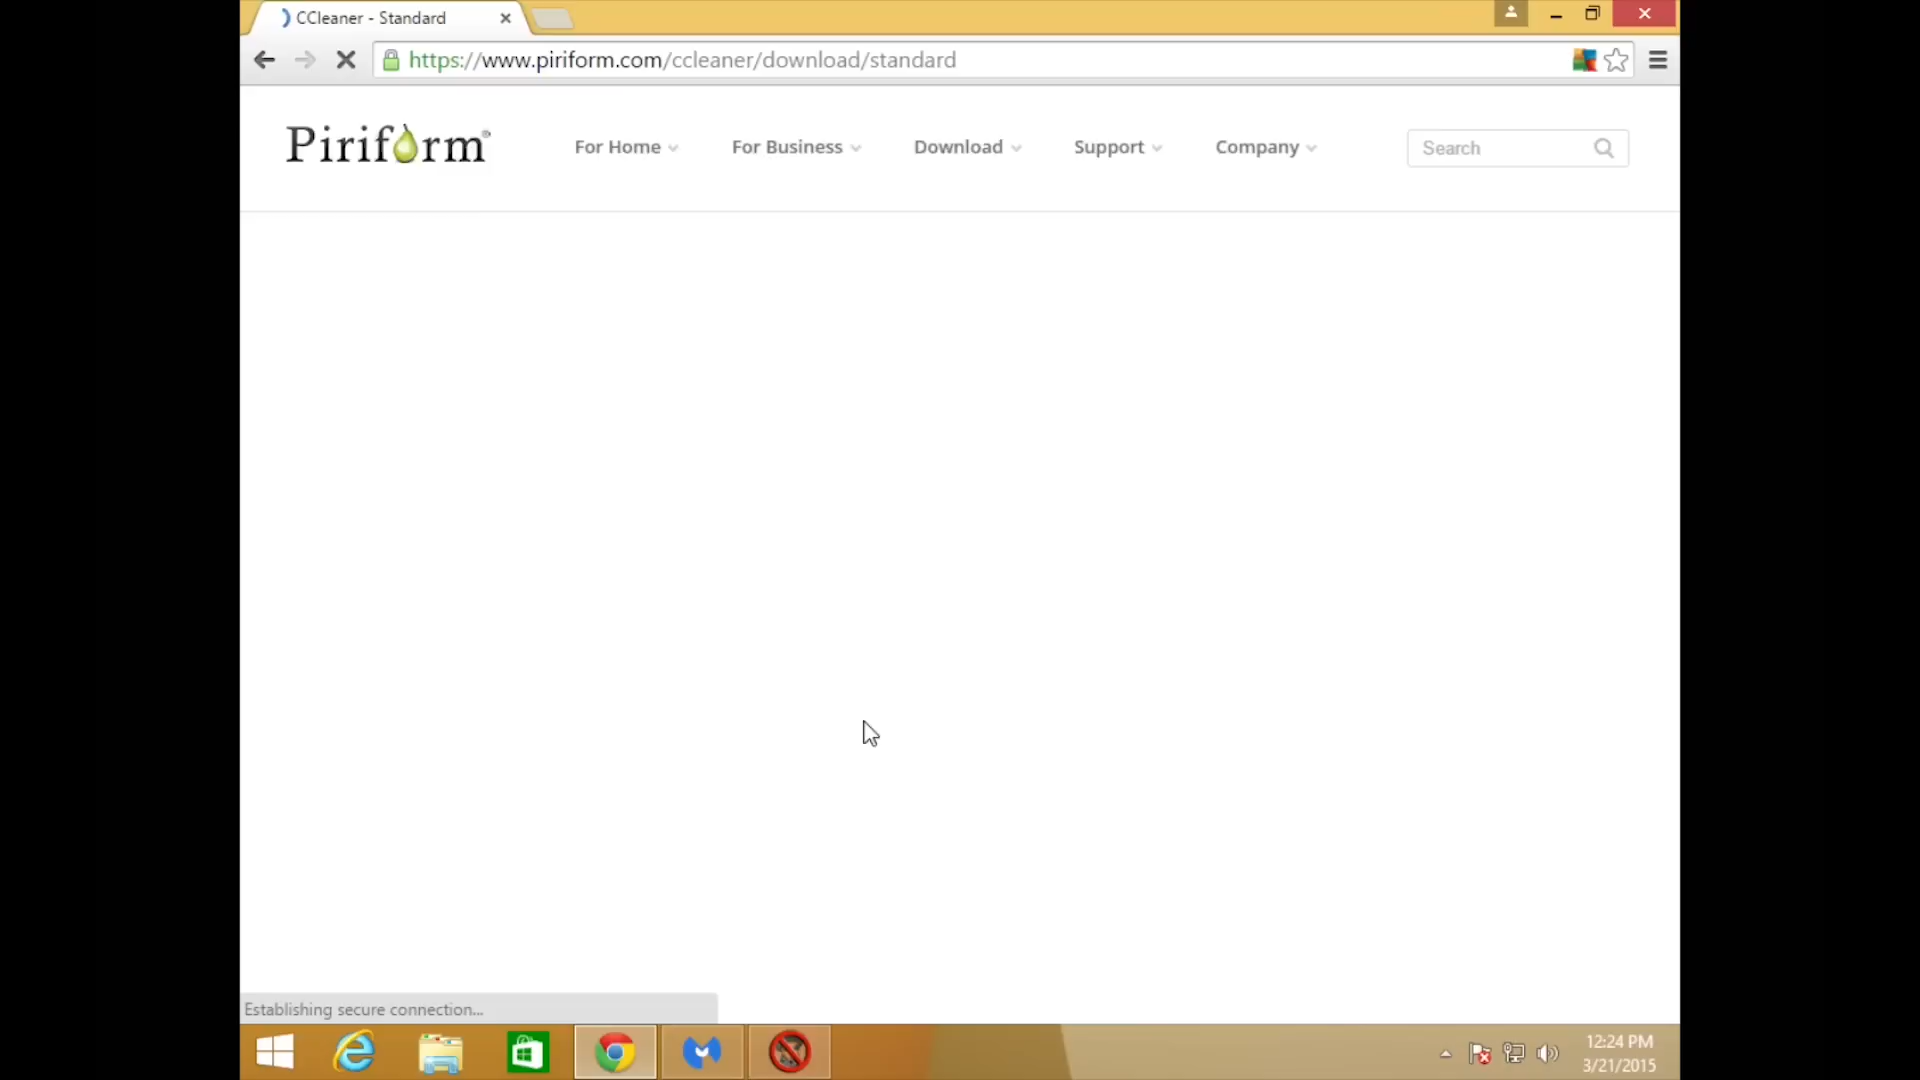 CCleaner - Standard
https://www.piriform.com/ccleaner/download/standard
Piriform®
For Home
For Business
Download
Support
Company
Search
Establishing secure connection...
12:24 PM
3/21/2015